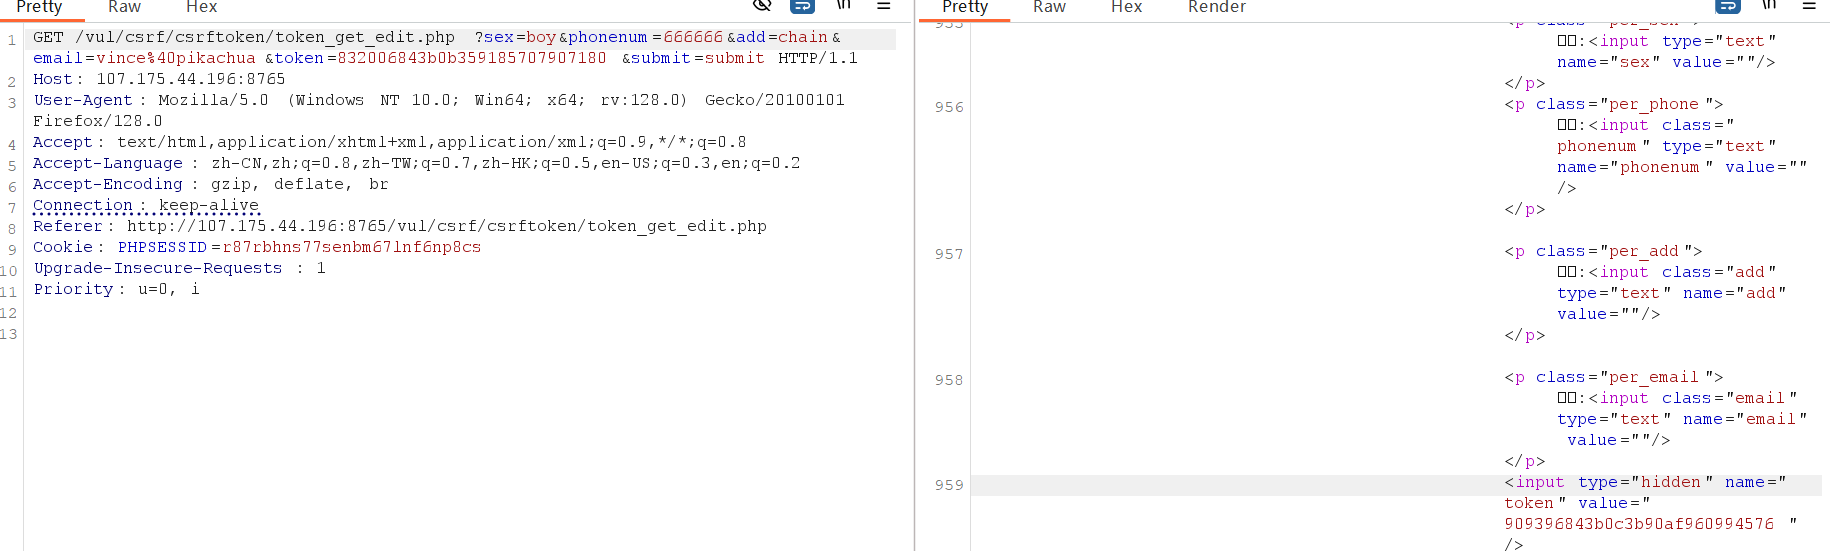 Pretty Raw Hex \n
1 GET /vul/csrf/csrftoken/token_get_edit.php ?sex=boy&phonenum=666666&add=chain&
email=vince%40pikachua&token=832006843b0b359185707907180 &submit=submit HTTP/1.1
2 Host: 107.175.44.196:8765
3 User-Agent: Mozilla/5.0 (Windows NT 10.0; Win64; x64; rv:128.0) Gecko/20100101
Firefox/128.0
4 Accept: text/html,application/xhtml+xml,application/xml;q=0.9,*/*;q=0.8
5 Accept-Language: zh-CN,zh;q=0.8,zh-TW;q=0.7,zh-HK;q=0.5,en-US;q=0.3,en;q=0.2
6 Accept-Encoding: gzip, deflate, br
7 Connection: keep-alive
8 Referer: http://107.175.44.196:8765/vul/csrf/csrftoken/token_get_edit.php
9 Cookie: PHPSESSID=r87rbhns77senbm67lnf6np8cs
10 Upgrade-Insecure-Requests : 1
11 Priority: u=0, i
12
13
Pretty Raw Hex Render \n
955 <p class="per_sex">
□□:<input type="text"
name="sex" value=""/>
</p>
956 <p class="per_phone">
□□:<input class="
phonenum" type="text"
name="phonenum" value=""
/>
</p>
957 <p class="per_add">
□□:<input class="add"
type="text" name="add"
value=""/>
</p>
958 <p class="per_email">
□□:<input class="email"
type="text" name="email"
value=""/>
</p>
959 <input type="hidden" name="
token" value="
909396843b0c3b90af960994576 "
/>